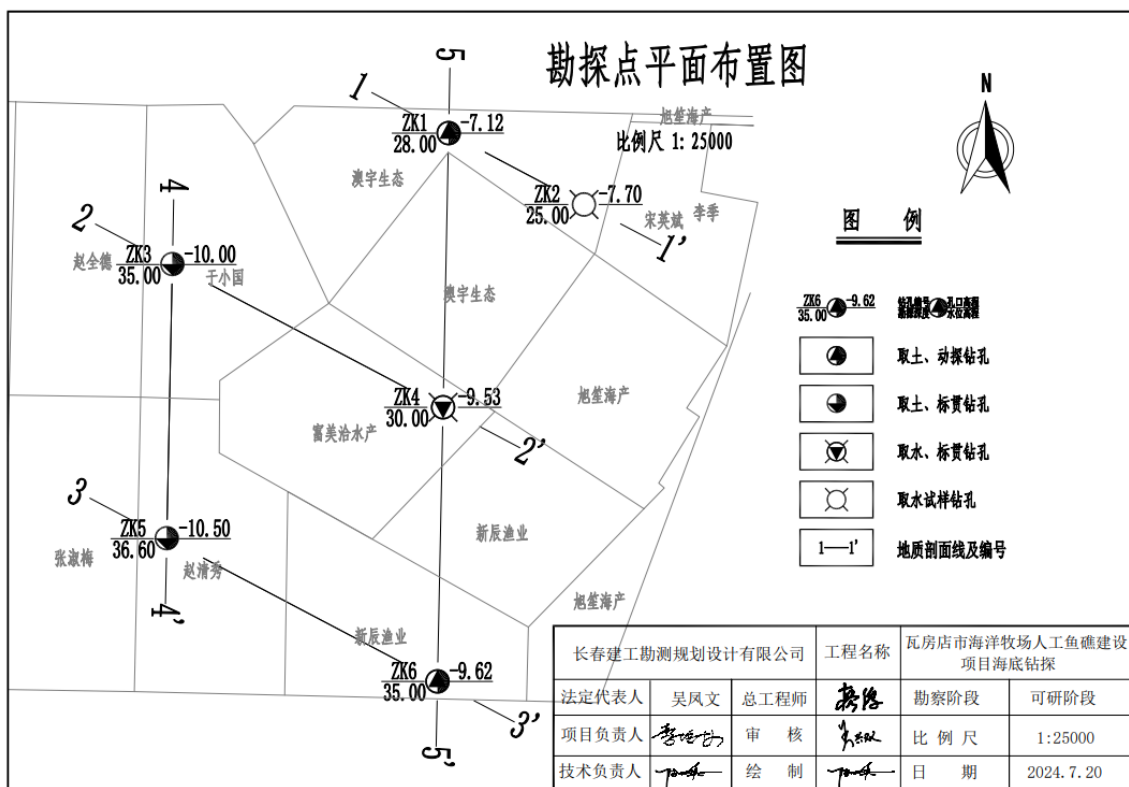 勘探点平面布置图
比例尺 1: 25000
N
5
1
ZK1 -7.12
28.00
旭笙海产
澳宇生态
ZK2 -7.70
25.00
宋英斌
李季
1'
4
2
ZK3 -10.00
35.00
赵全德
于小国
澳宇生态
ZK4 -9.53
30.00
旭笙海产
富美治水产
2'
3
ZK5 -10.50
36.60
张淑梅
赵清秀
新辰渔业
4'
旭笙海产
新辰渔业
ZK6 -9.62
35.00
3'
5'
图 例
ZK6 -9.62
35.00
取土、动探钻孔
取土、标贯钻孔
取水、标贯钻孔
取水试样钻孔
1—1' 地质剖面线及编号
长春建工勘测规划设计有限公司 工程名称 瓦房店市海洋牧场人工鱼礁建设
项目海底钻探
法定代表人 吴凤文 总工程师 勘察阶段 可研阶段
项目负责人 审 核 比 例 尺 1:25000
技术负责人 绘 制 日 期 2024.7.20